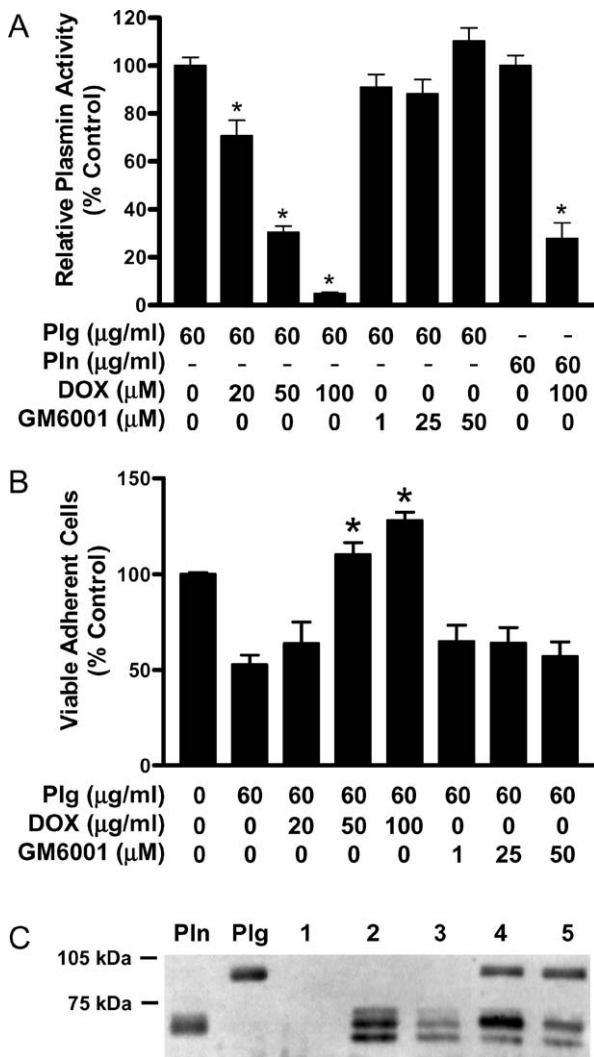 A
Relative Plasmin Activity
(% Control)
120
100
80
60
40
20
0
* * * *
Plg (µg/ml) 60 60 60 60 60 60 60 - -
Pln (µg/ml) - - - - - - - 60 60
DOX (µM) 0 20 50 100 0 0 0 0 100
GM6001 (µM) 0 0 0 0 1 25 50 0 0
B
Viable Adherent Cells
(% Control)
150
100
50
0
* *
Plg (µg/ml) 0 60 60 60 60 60 60 60
DOX (µg/ml) 0 0 20 50 100 0 0 0
GM6001 (µM) 0 0 0 0 0 1 25 50
C Pln Plg 1 2 3 4 5
105 kDa
75 kDa